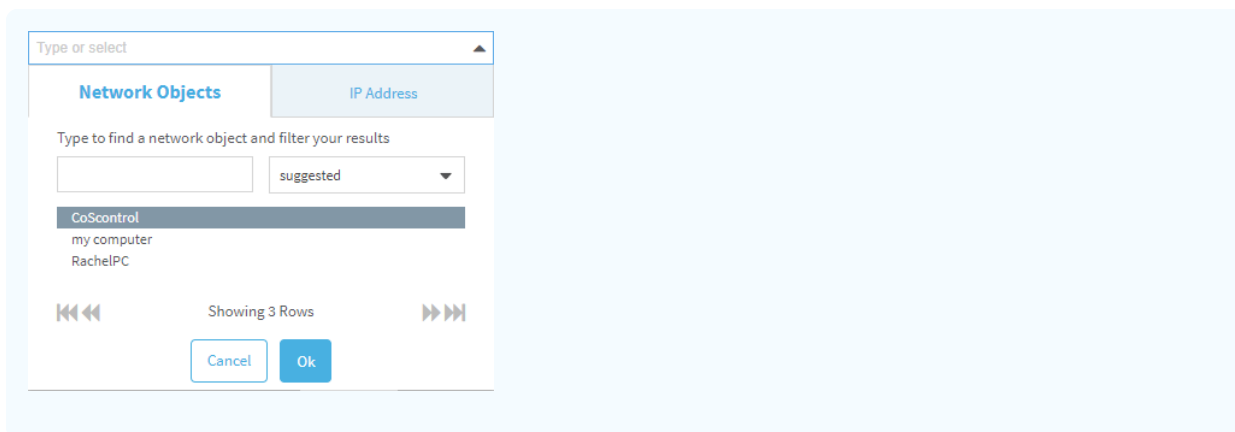 Type or select
Network Objects
IP Address
Type to find a network object and filter your results
suggested
CoScontrol
my computer
RachelPC
Showing 3 Rows
Cancel
Ok